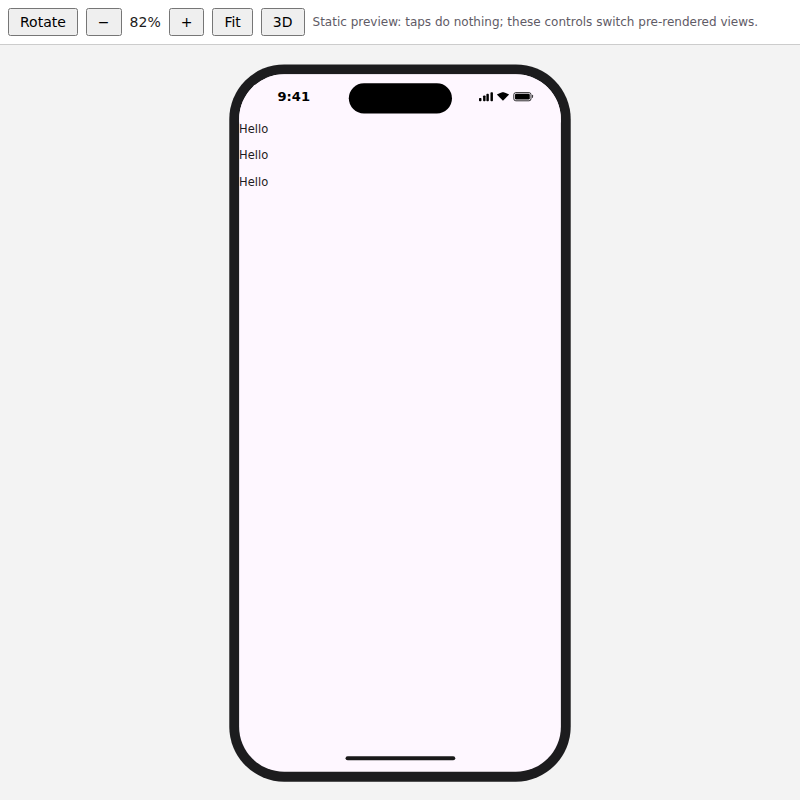 Rotate − 82% + Fit 3D Static preview: taps do nothing; these controls switch pre-rendered views.
9:41
Hello
Hello
Hello